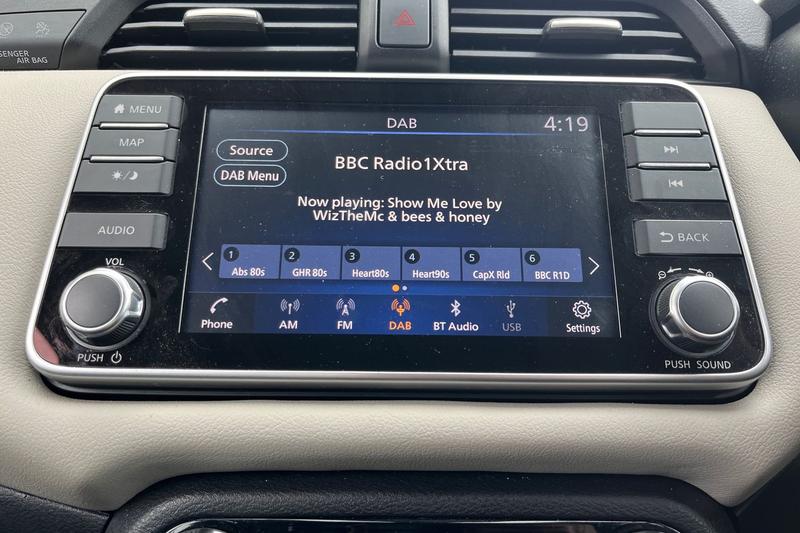 PASSENGER
AIR BAG
MENU
MAP
AUDIO
VOL
PUSH
DAB
4:19
Source
DAB Menu
BBC Radio1Xtra
Now playing: Show Me Love by
WizTheMc & bees & honey
1 2 3 4 5 6
Abs 80s GHR 80s Heart80s Heart90s CapX Rld BBC R1D
Phone AM FM DAB BT Audio USB Settings
BACK
PUSH SOUND